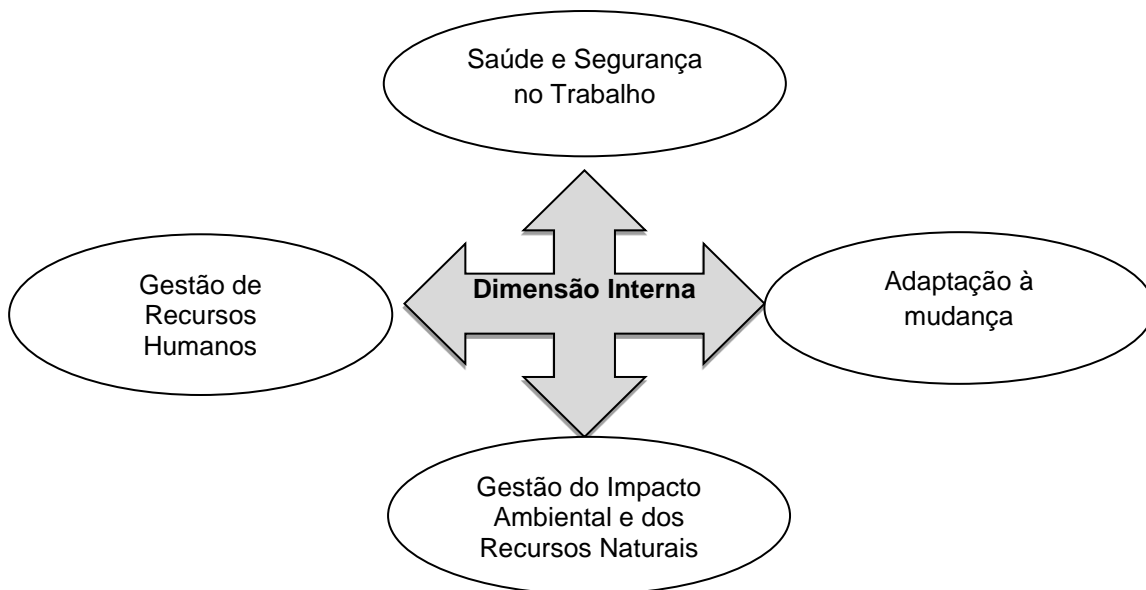 Saúde e Segurança
no Trabalho
Gestão de
Recursos
Humanos
Dimensão Interna
Adaptação à
mudança
Gestão do Impacto
Ambiental e dos
Recursos Naturais